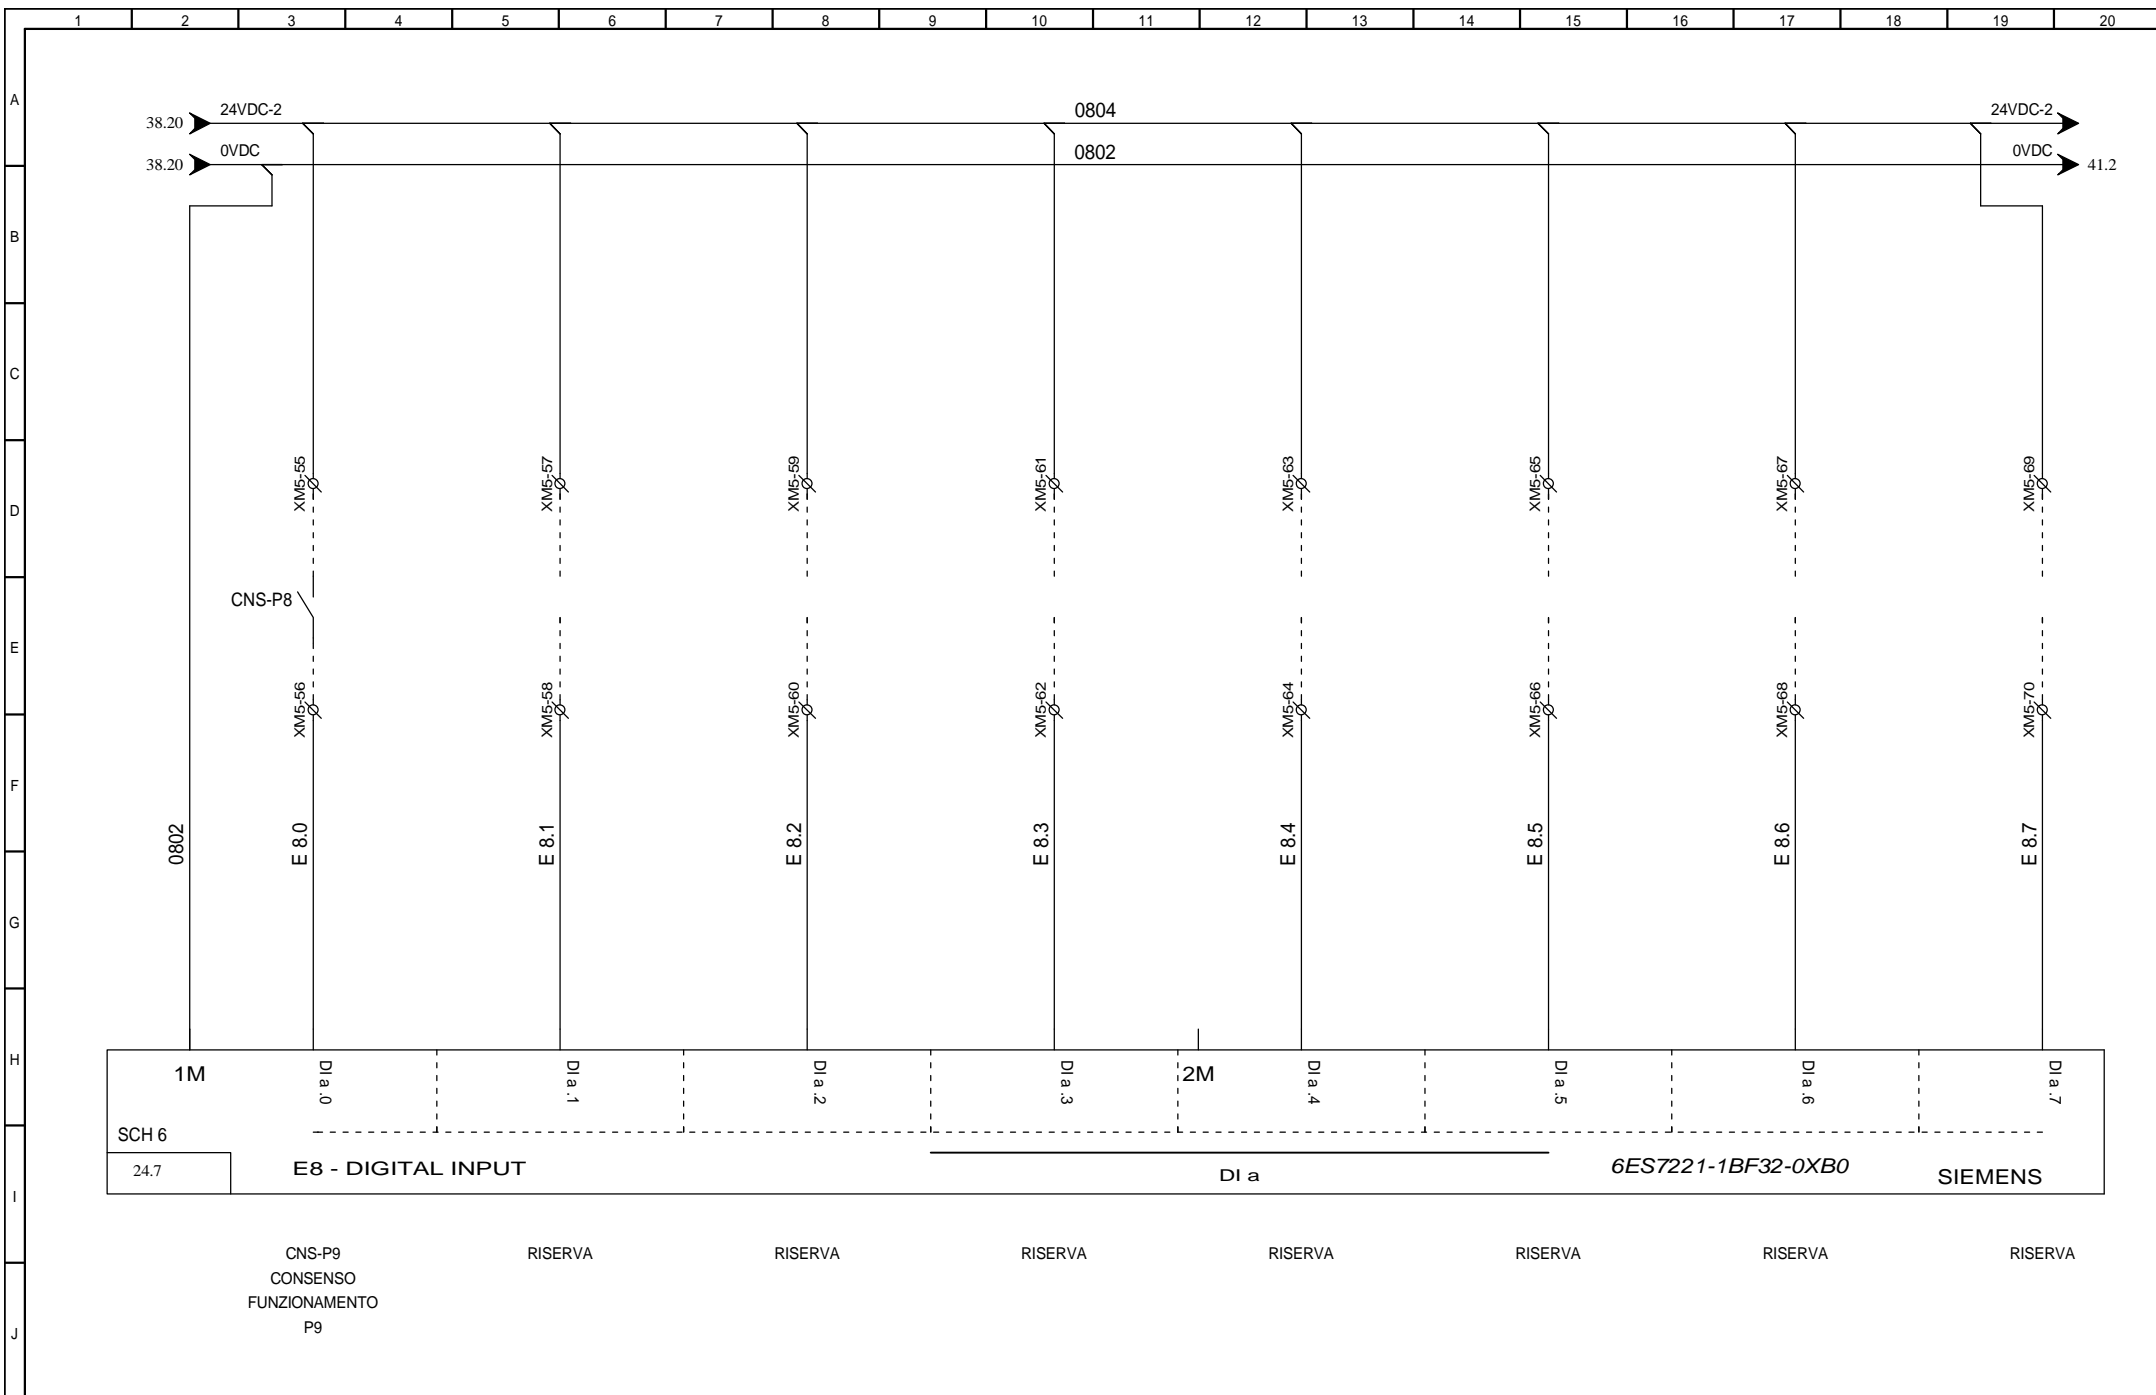 1 2 3 4 5 6 7 8 9 10 11 12 13 14 15 16 17 18 19 20
A
24VDC-2 0804 24VDC-2
38.20
0VDC 0802 0VDC
38.20 41.2
B
C
XM5-55 XM5-57 XM5-59 XM5-61 XM5-63 XM5-65 XM5-67 XM5-69
D
CNS-P8
E
XM5-56 XM5-58 XM5-60 XM5-62 XM5-64 XM5-66 XM5-68 XM5-70
F
0802 E 8.0 E 8.1 E 8.2 E 8.3 E 8.4 E 8.5 E 8.6 E 8.7
G
H
1M DI a .0 DI a .1 DI a .2 DI a .3 2M DI a .4 DI a .5 DI a .6 DI a .7
SCH 6
24.7 E8 - DIGITAL INPUT DI a 6ES7221-1BF32-0XB0 SIEMENS
I
CNS-P9 RISERVA RISERVA RISERVA RISERVA RISERVA RISERVA RISERVA
CONSENSO
FUNZIONAMENTO
P9
J